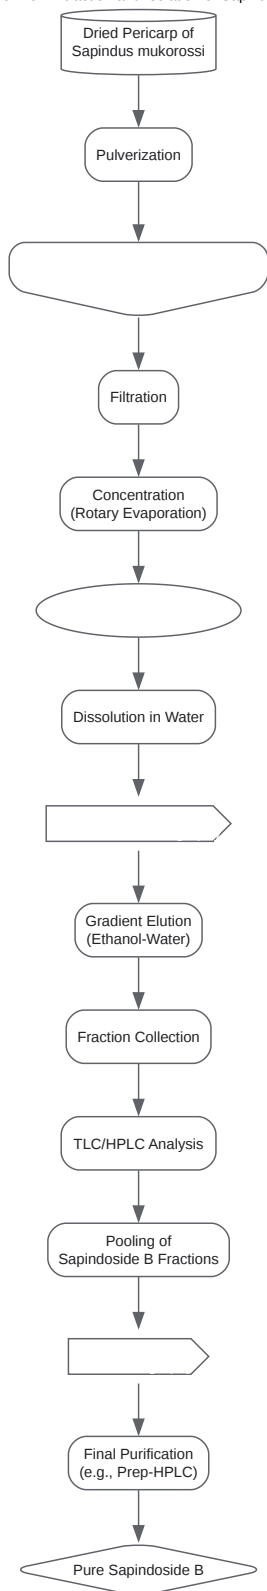 Dried Pericarp of
Sapindus mukorossi
Pulverization
Filtration
Concentration
(Rotary Evaporation)
Dissolution in Water
Gradient Elution
(Ethanol-Water)
Fraction Collection
TLC/HPLC Analysis
Pooling of
Sapindoside B Fractions
Final Purification
(e.g., Prep-HPLC)
Pure Sapindoside B